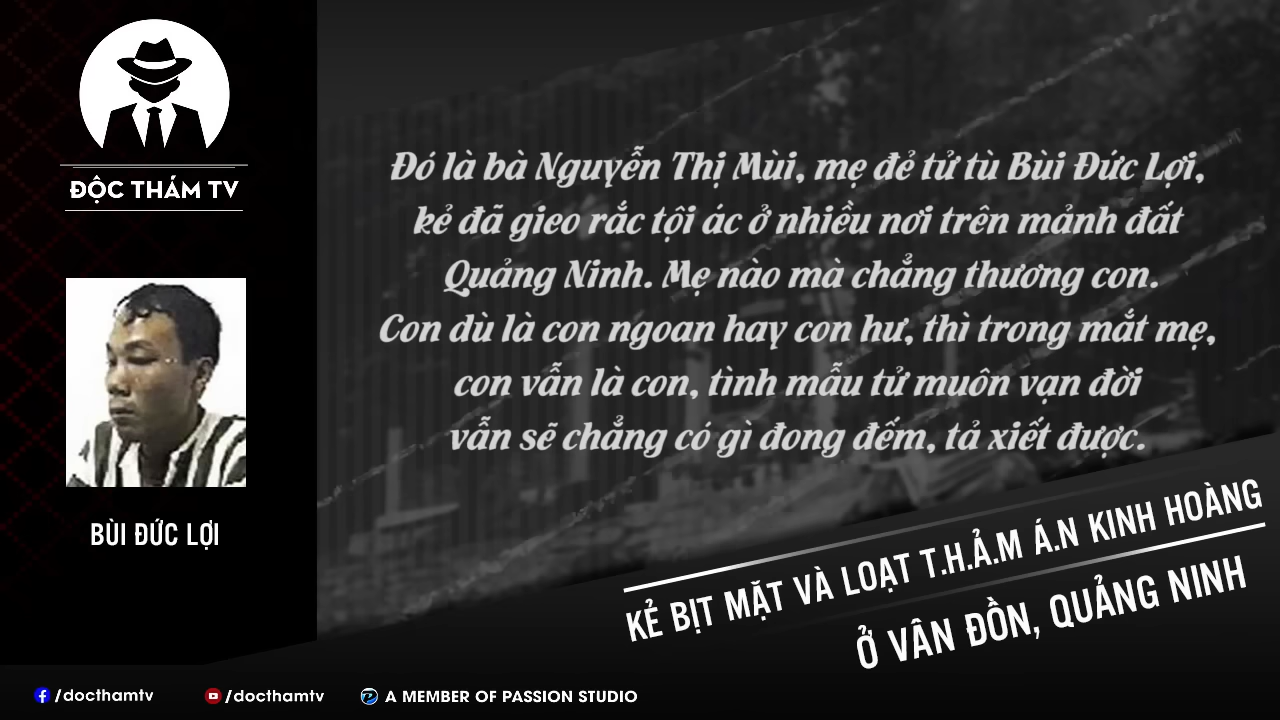 ĐỘC THÁM TV
BÙI ĐỨC LỢI
Đó là bà Nguyễn Thị Mùi, mẹ đẻ tử tù Bùi Đức Lợi,
kẻ đã gieo rắc tội ác ở nhiều nơi trên mảnh đất
Quảng Ninh. Mẹ nào mà chẳng thương con.
Con dù là con ngoan hay con hư, thì trong mắt mẹ,
con vẫn là con, tình mẫu tử muôn vạn đời
vẫn sẽ chẳng có gì đong đếm, tả xiết được.
KẺ BỊT MẶT VÀ LOẠT T.H.Ả.M Á.N KINH HOÀNG
Ở VÂN ĐỒN, QUẢNG NINH
/docthamtv
/docthamtv
A MEMBER OF PASSION STUDIO